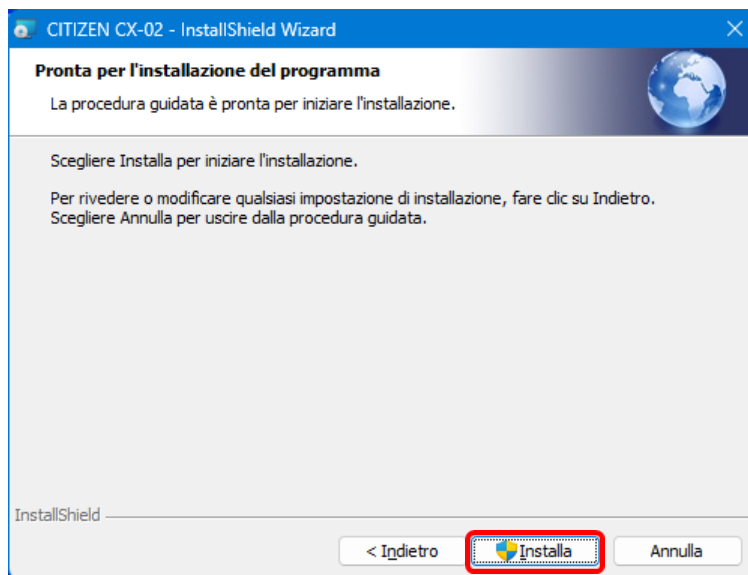 CITIZEN CX-02 - InstallShield Wizard
Pronta per l'installazione del programma
La procedura guidata è pronta per iniziare l'installazione.
Scegliere Installa per iniziare l'installazione.
Per rivedere o modificare qualsiasi impostazione di installazione, fare clic su Indietro.
Scegliere Annulla per uscire dalla procedura guidata.
InstallShield
< Indietro
Installa
Annulla